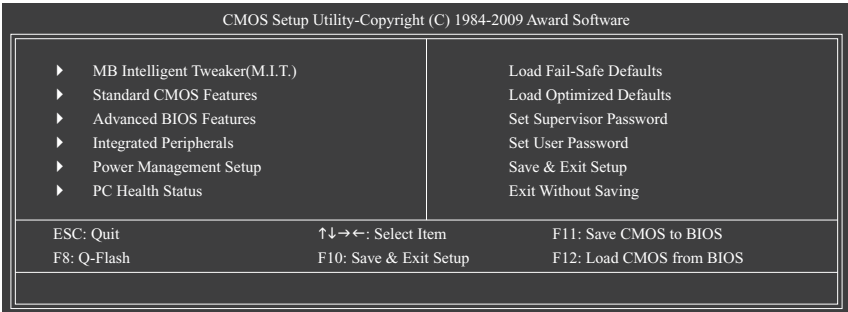 CMOS Setup Utility-Copyright (C) 1984-2009 Award Software
MB Intelligent Tweaker(M.I.T.)
Standard CMOS Features
Advanced BIOS Features
Integrated Peripherals
Power Management Setup
PC Health Status
Load Fail-Safe Defaults
Load Optimized Defaults
Set Supervisor Password
Set User Password
Save & Exit Setup
Exit Without Saving
ESC: Quit
↑↓→←: Select Item
F11: Save CMOS to BIOS
F8: Q-Flash
F10: Save & Exit Setup
F12: Load CMOS from BIOS